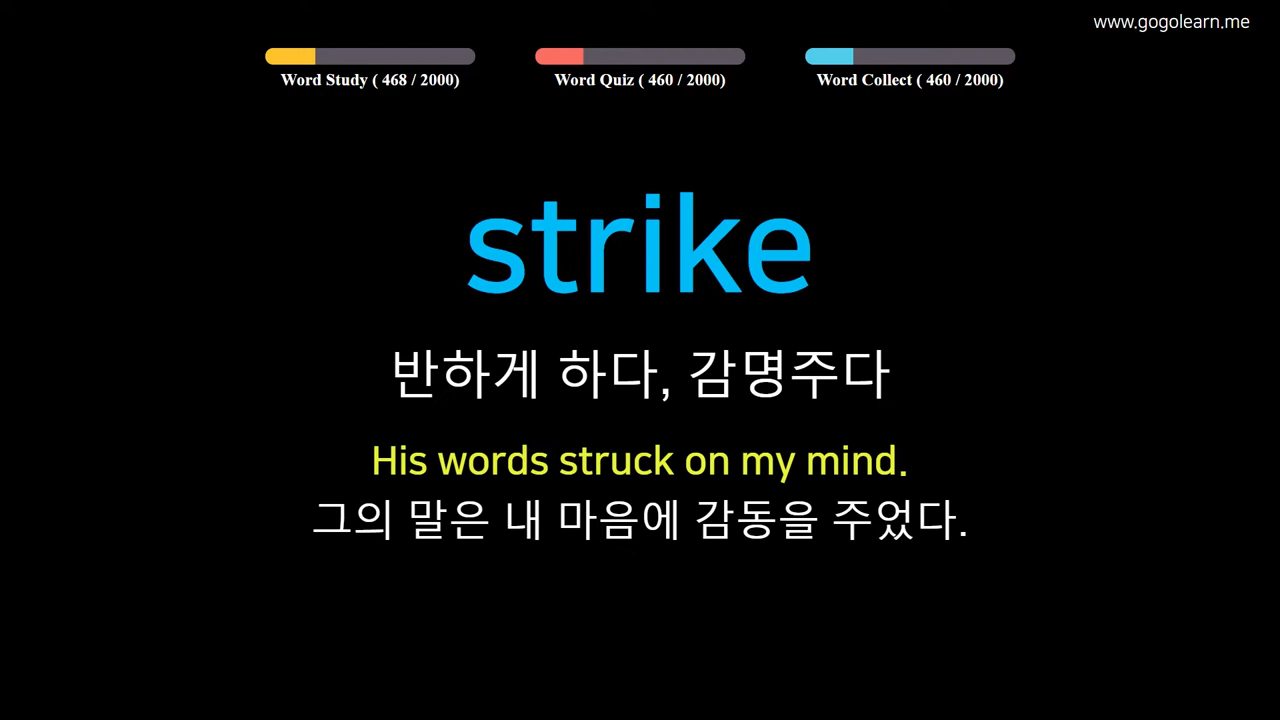 www.gogolearn.me
Word Study ( 468 / 2000)
Word Quiz ( 460 / 2000)
Word Collect ( 460 / 2000)
strike
반하게 하다, 감명주다
His words struck on my mind.
그의 말은 내 마음에 감동을 주었다.